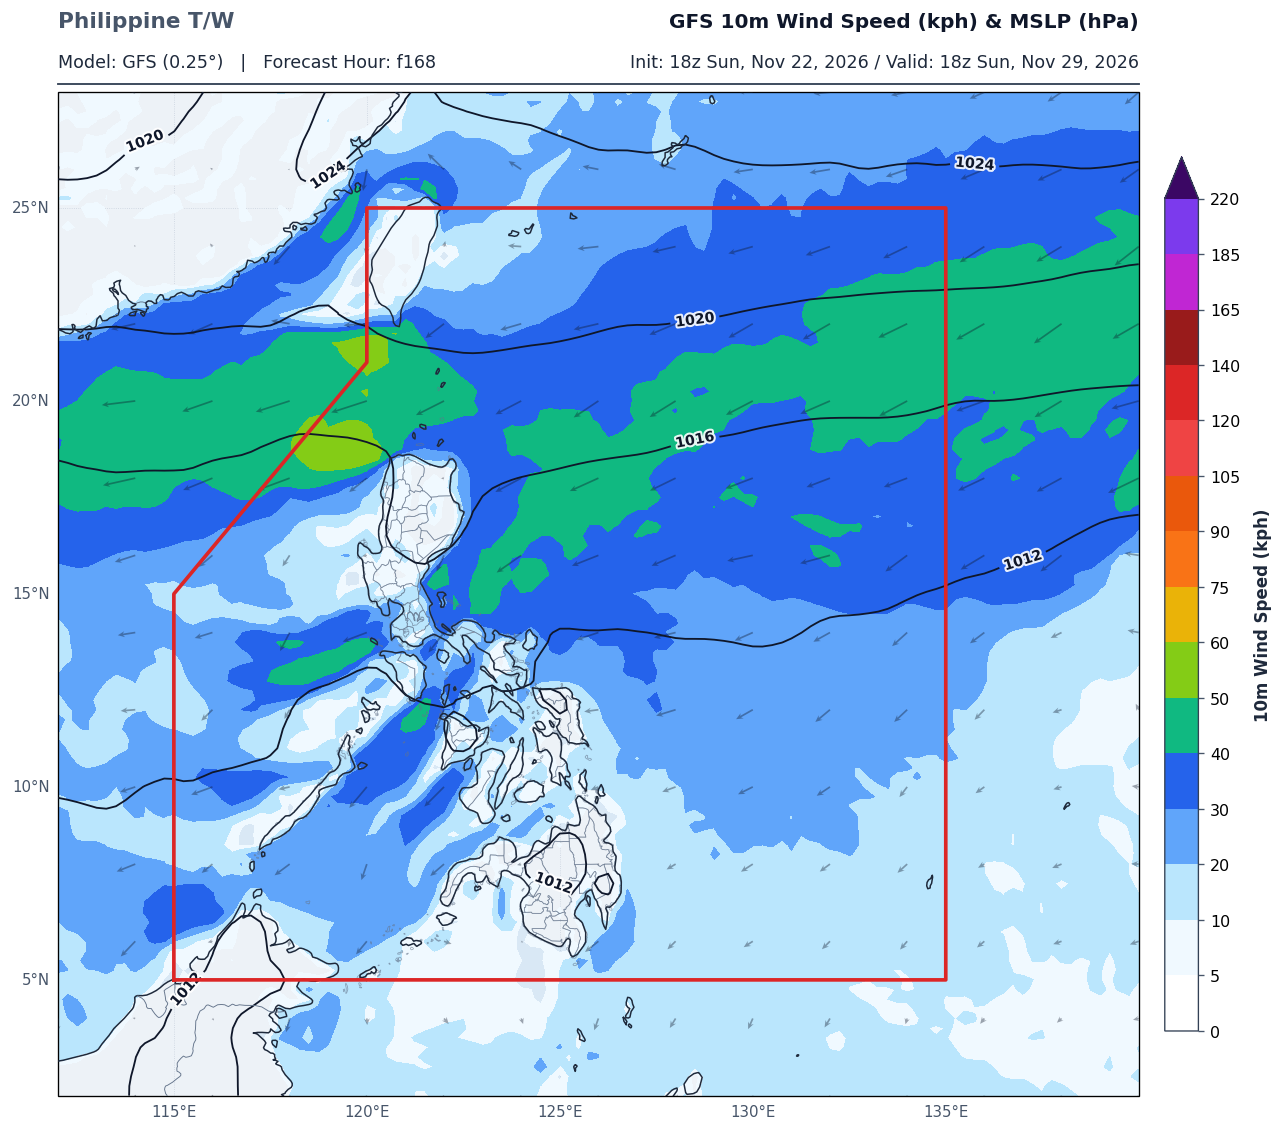 Philippine T/W
GFS 10m Wind Speed (kph) & MSLP (hPa)
Model: GFS (0.25°) | Forecast Hour: f168
Init: 18z Sun, Nov 22, 2026 / Valid: 18z Sun, Nov 29, 2026
1020
1024
1024
25°N
1020
20°N
1016
1012
15°N
10°N
1012
1012
5°N
115°E
120°E
125°E
130°E
135°E
220
185
165
140
120
105
90
75
60
50
40
30
20
10
5
0
10m Wind Speed (kph)